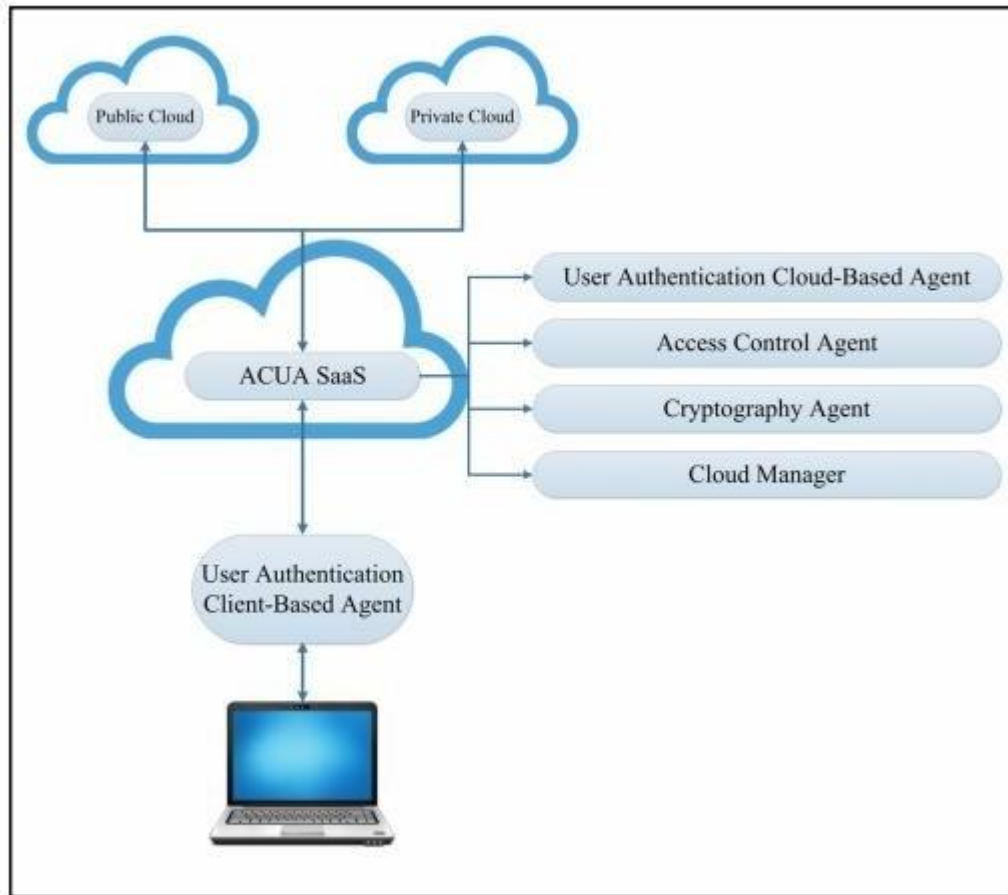 Public Cloud
Private Cloud
ACUA SaaS
User Authentication Cloud-Based Agent
Access Control Agent
Cryptography Agent
Cloud Manager
User Authentication
Client-Based Agent